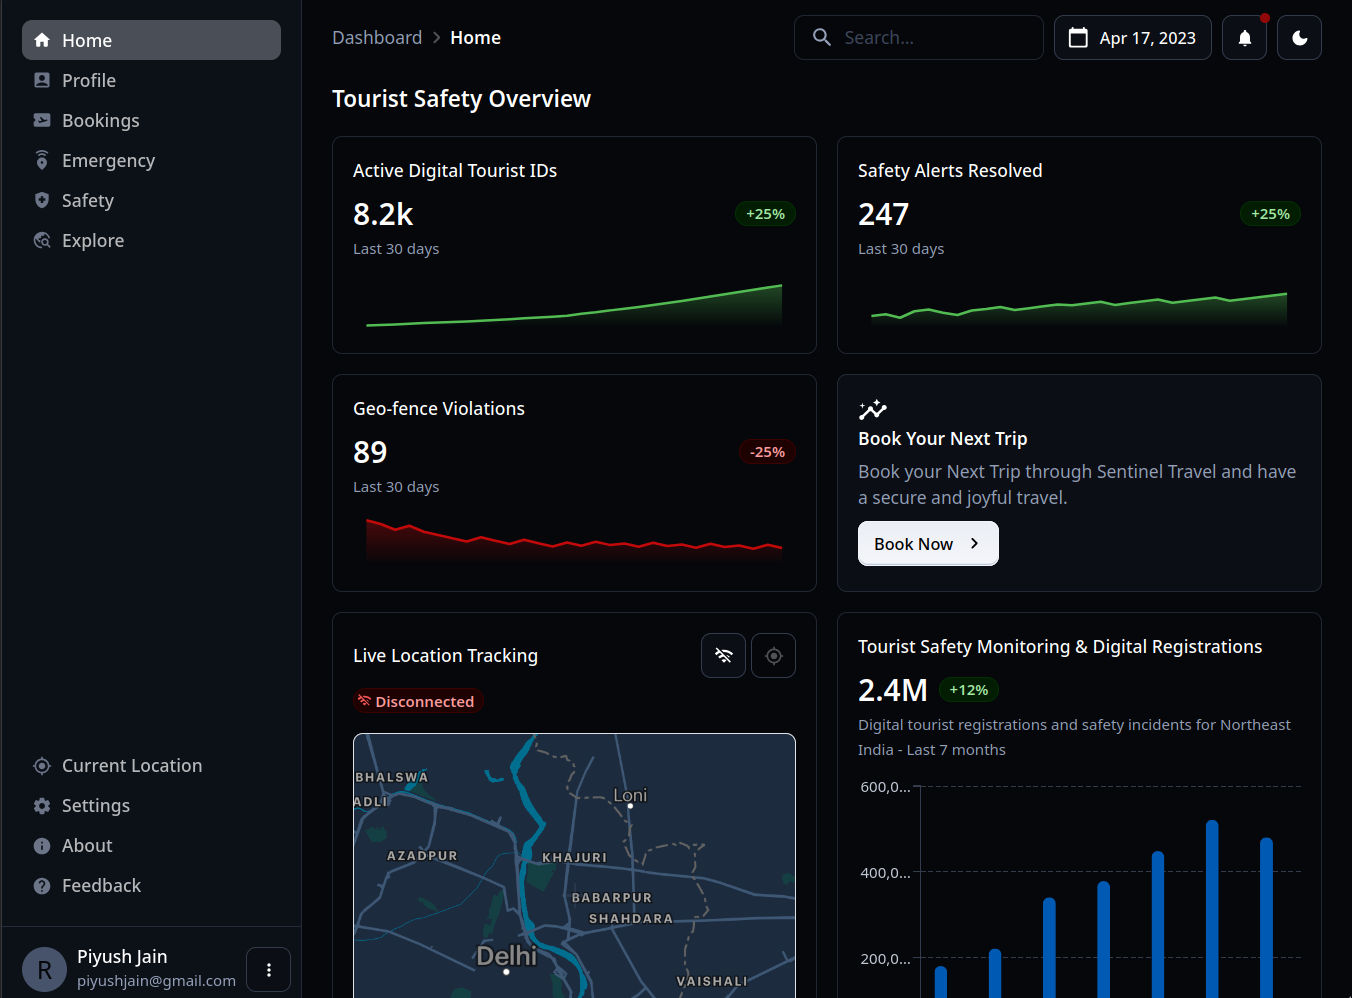 Home
Profile
Bookings
Emergency
Safety
Explore
Current Location
Settings
About
Feedback
R
Piyush Jain
piyushjain@gmail.com
Dashboard > Home
Search...
Apr 17, 2023
Tourist Safety Overview
Active Digital Tourist IDs
8.2k
+25%
Last 30 days
Safety Alerts Resolved
247
+25%
Last 30 days
Geo-fence Violations
89
-25%
Last 30 days
Book Your Next Trip
Book your Next Trip through Sentinel Travel and have
a secure and joyful travel.
Book Now
Live Location Tracking
Disconnected
BHALSWA
ADLI
Loni
AZADPUR
KHAJURI
BABARPUR
SHAHDARA
Delhi
VAISHALI
Tourist Safety Monitoring & Digital Registrations
2.4M
+12%
Digital tourist registrations and safety incidents for Northeast
India - Last 7 months
600,0...
400,0...
200,0...